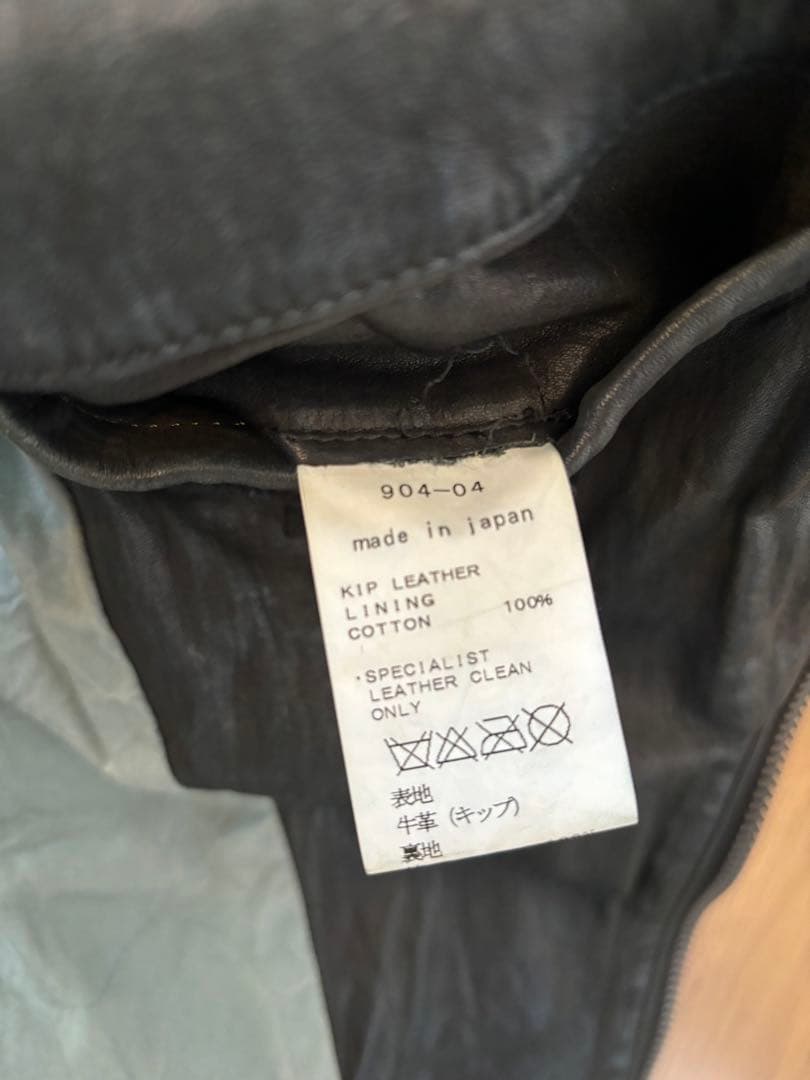 904-04
made in japan
KIP LEATHER
LINING
COTTON 100%
・SPECIALIST
LEATHER CLEAN
ONLY
表地
牛革(キップ)
裏地